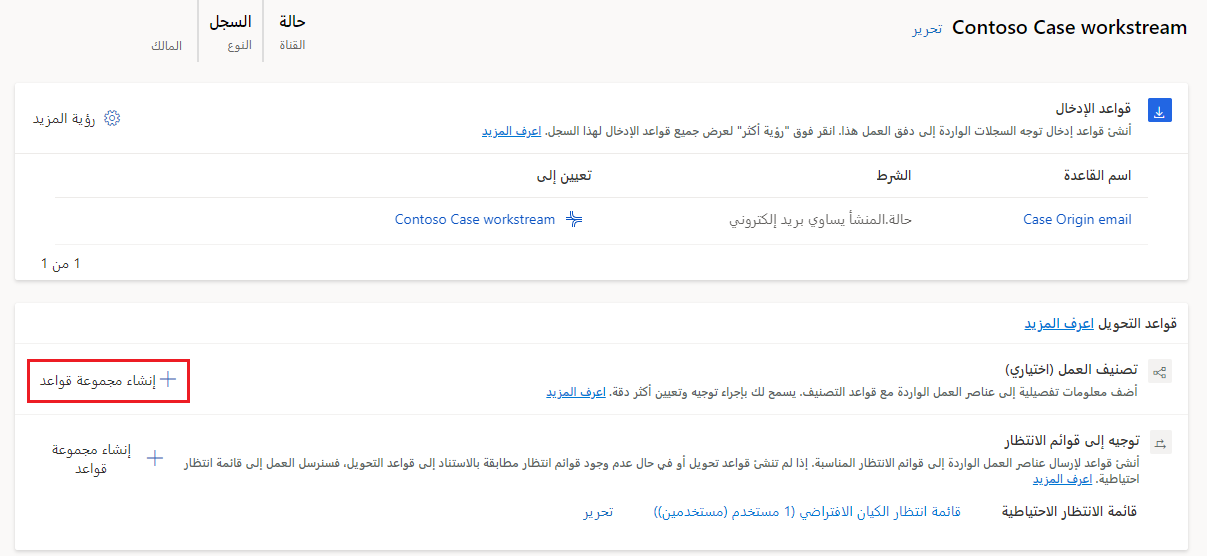 Contoso Case workstream تحرير
حالة
القناة
السجل
النوع
المالك
قواعد الإدخال
أنشئ قواعد إدخال توجه السجلات الواردة إلى دفق العمل هذا. انقر فوق "رؤية أكثر" لعرض جميع قواعد الإدخال لهذا السجل. اعرف المزيد
رؤية المزيد
اسم القاعدة الشرط تعيين إلى
Case Origin email حالة.المنشأ يساوي بريد إلكتروني Contoso Case workstream
1 من 1
قواعد التحويل اعرف المزيد
تصنيف العمل (اختياري)
أضف معلومات تفصيلية إلى عناصر العمل الواردة مع قواعد التصنيف. يسمح لك بإجراء توجيه وتعيين أكثر دقة. اعرف المزيد
إنشاء مجموعة قواعد
توجيه إلى قوائم الانتظار
أنشئ قواعد لإرسال عناصر العمل الواردة إلى قوائم الانتظار المناسبة. إذا لم تنشئ قواعد تحويل أو في حال عدم وجود قوائم انتظار مطابقة بالاستناد إلى قواعد التحويل، فسنرسل العمل إلى قائمة انتظار
احتياطية. اعرف المزيد
إنشاء مجموعة
قواعد
قائمة الانتظار الاحتياطية قائمة انتظار الكيان الافتراضي (1 مستخدم (مستخدمين)) تحرير